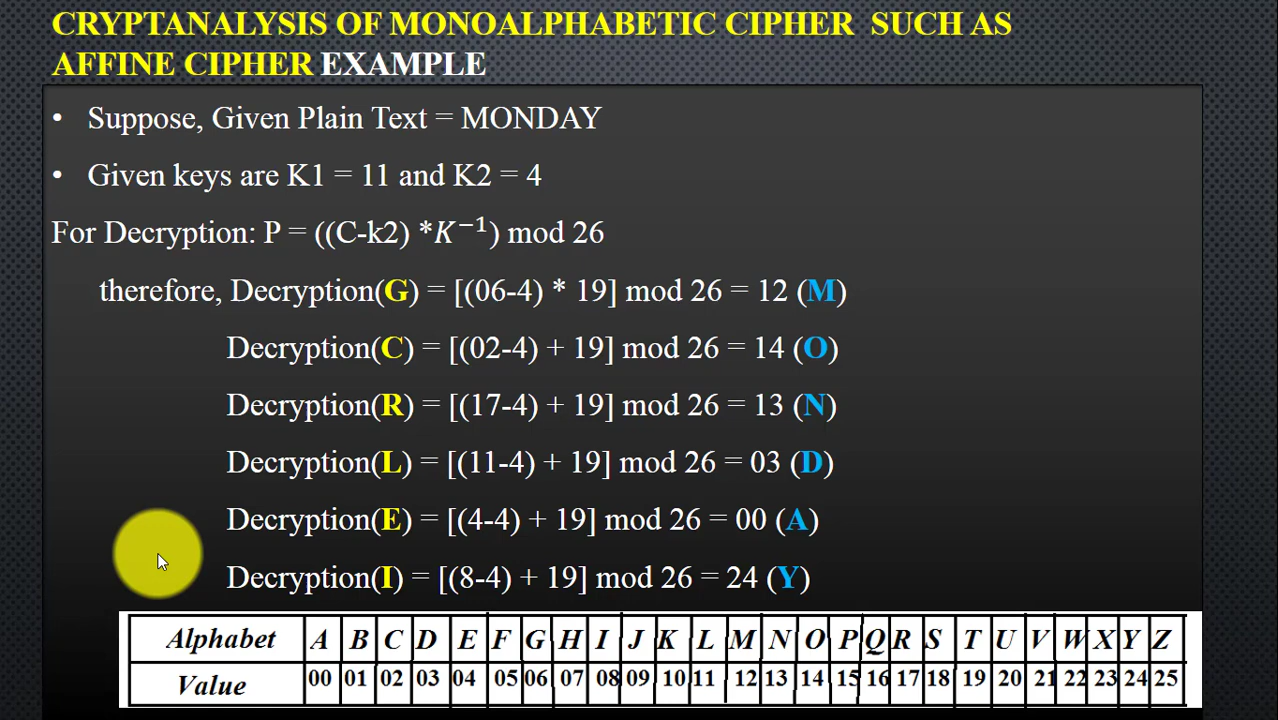 CRYPTANALYSIS OF MONOALPHABETIC CIPHER SUCH AS
AFFINE CIPHER EXAMPLE
• Suppose, Given Plain Text = MONDAY
• Given keys are K1 = 11 and K2 = 4
For Decryption: P = ((C-k2) *K⁻¹) mod 26
therefore, Decryption(G) = [(06-4) * 19] mod 26 = 12 (M)
Decryption(C) = [(02-4) + 19] mod 26 = 14 (O)
Decryption(R) = [(17-4) + 19] mod 26 = 13 (N)
Decryption(L) = [(11-4) + 19] mod 26 = 03 (D)
Decryption(E) = [(4-4) + 19] mod 26 = 00 (A)
Decryption(I) = [(8-4) + 19] mod 26 = 24 (Y)
Alphabet A B C D E F G H I J K L M N O P Q R S T U V W X Y Z
Value 00 01 02 03 04 05 06 07 08 09 10 11 12 13 14 15 16 17 18 19 20 21 22 23 24 25